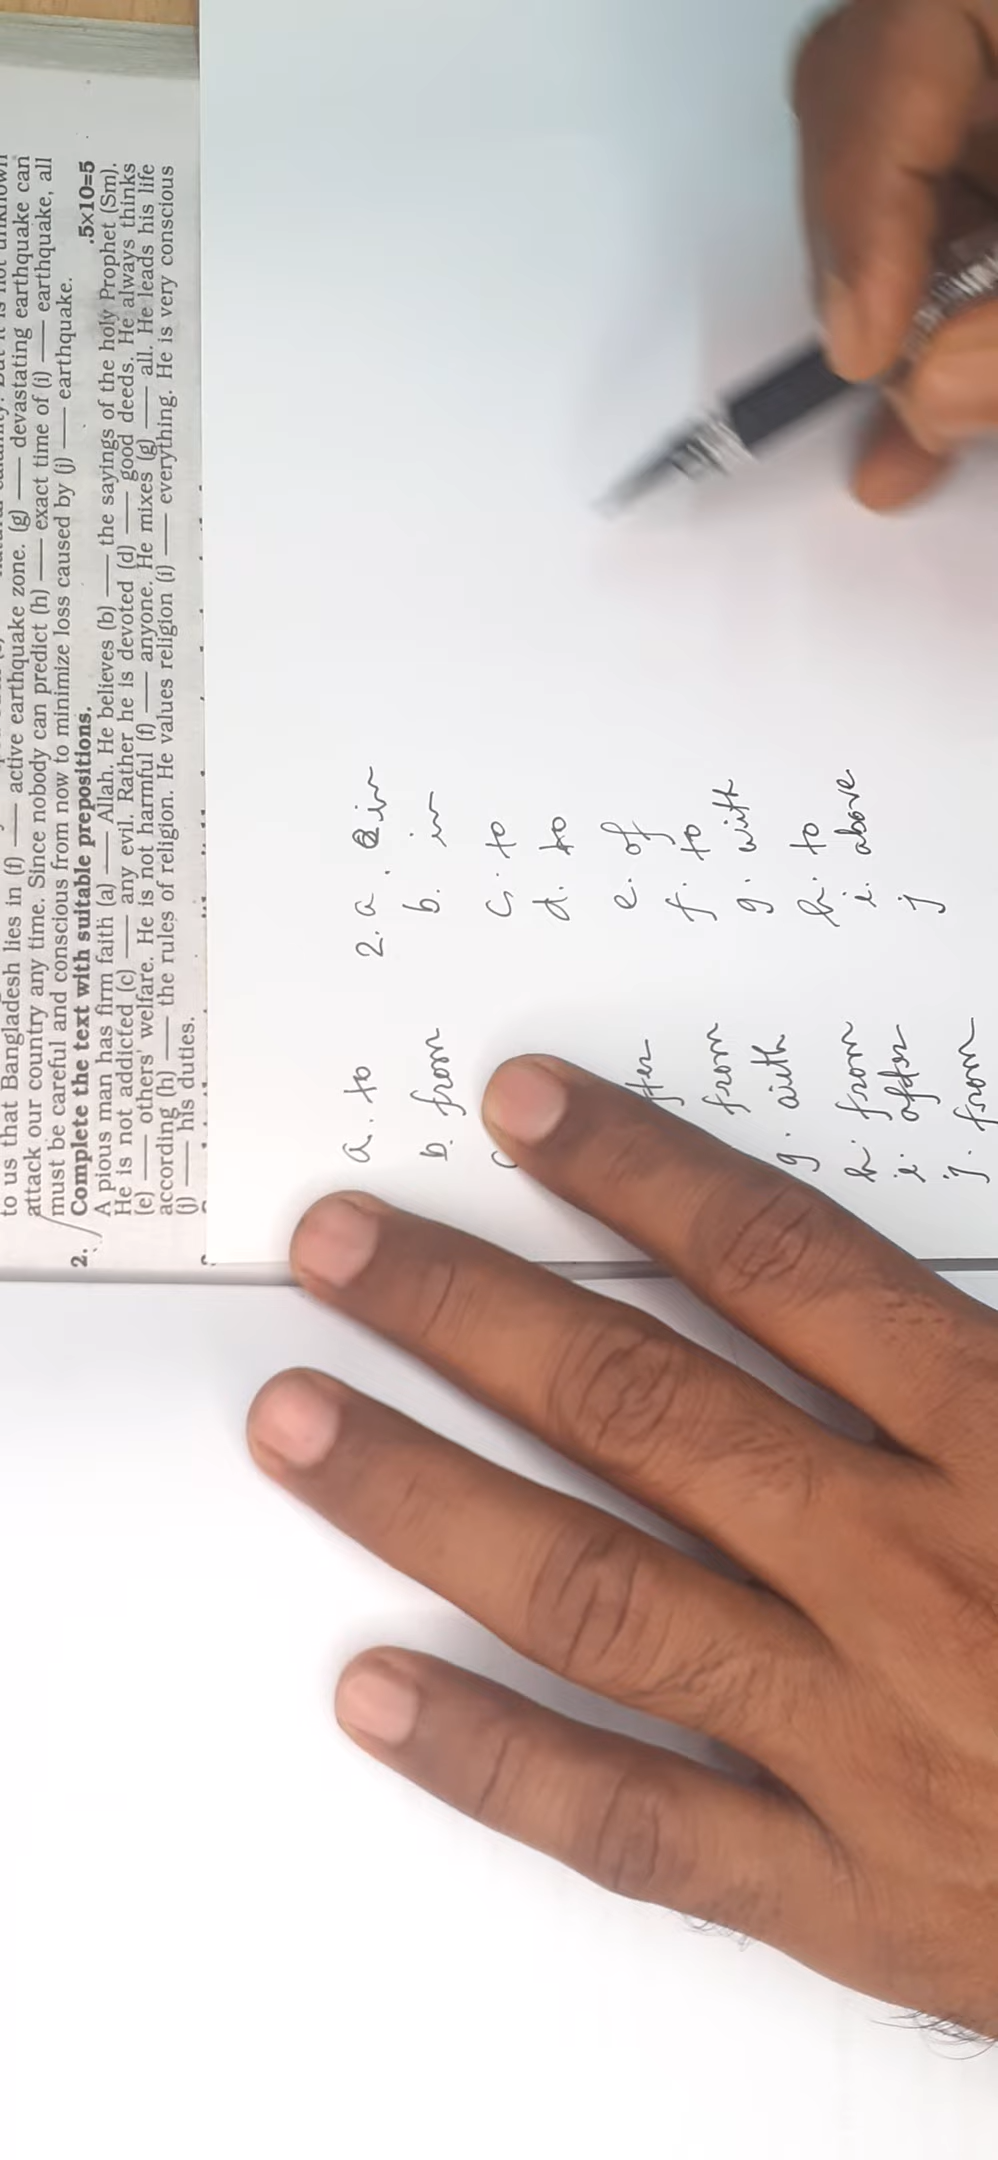 to us that Bangladesh lies in (f) — active earthquake zone. (g) — devastating earthquake can
attack our country any time. Since nobody can predict (h) — exact time of (i) — earthquake, all
must be careful and conscious from now to minimize loss caused by (j) — earthquake.
2. Complete the text with suitable prepositions. .5x10=5
A pious man has firm faith (a) — Allah. He believes (b) — the sayings of the holy Prophet (Sm).
He is not addicted (c) — any evil. Rather he is devoted (d) — good deeds. He always thinks
(e) — others' welfare. He is not harmful (f) — anyone. He mixes (g) — all. He leads his life
according (h) — the rules of religion. He values religion (i) — everything. He is very conscious
(j) — his duties.
a. to
b. from
from
g. with
h. from
i. after
j. from
2. a. in
b. in
c. to
d. to
e. of
f. to
g. with
h. to
i. above
j